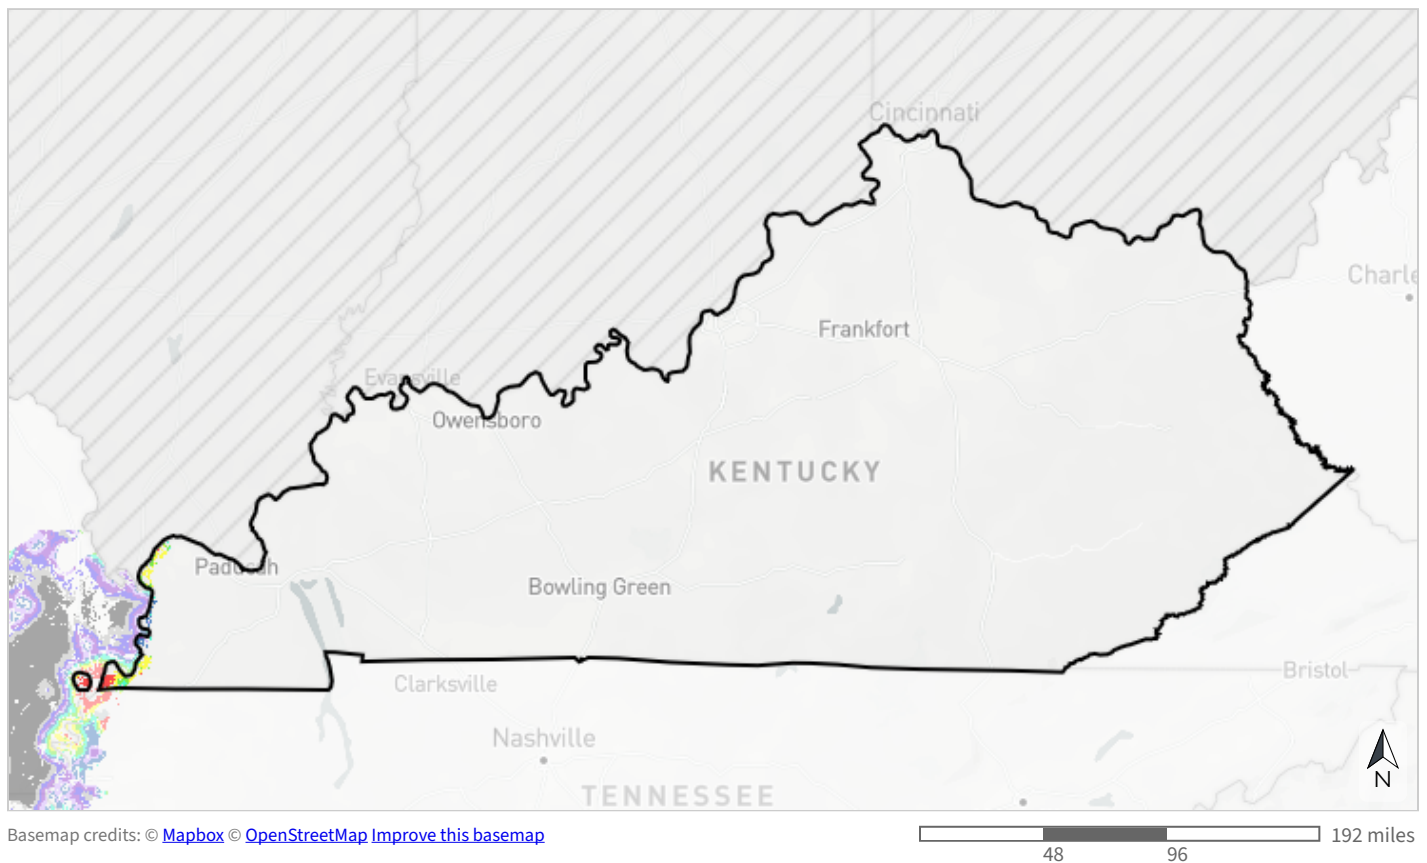 Cincinnati
Charle
Frankfort
Evansville
Owensboro
KENTUCKY
Paducah
Bowling Green
Bristol
Clarksville
Nashville
TENNESSEE
N
Basemap credits: © Mapbox © OpenStreetMap Improve this basemap
192 miles
48 96